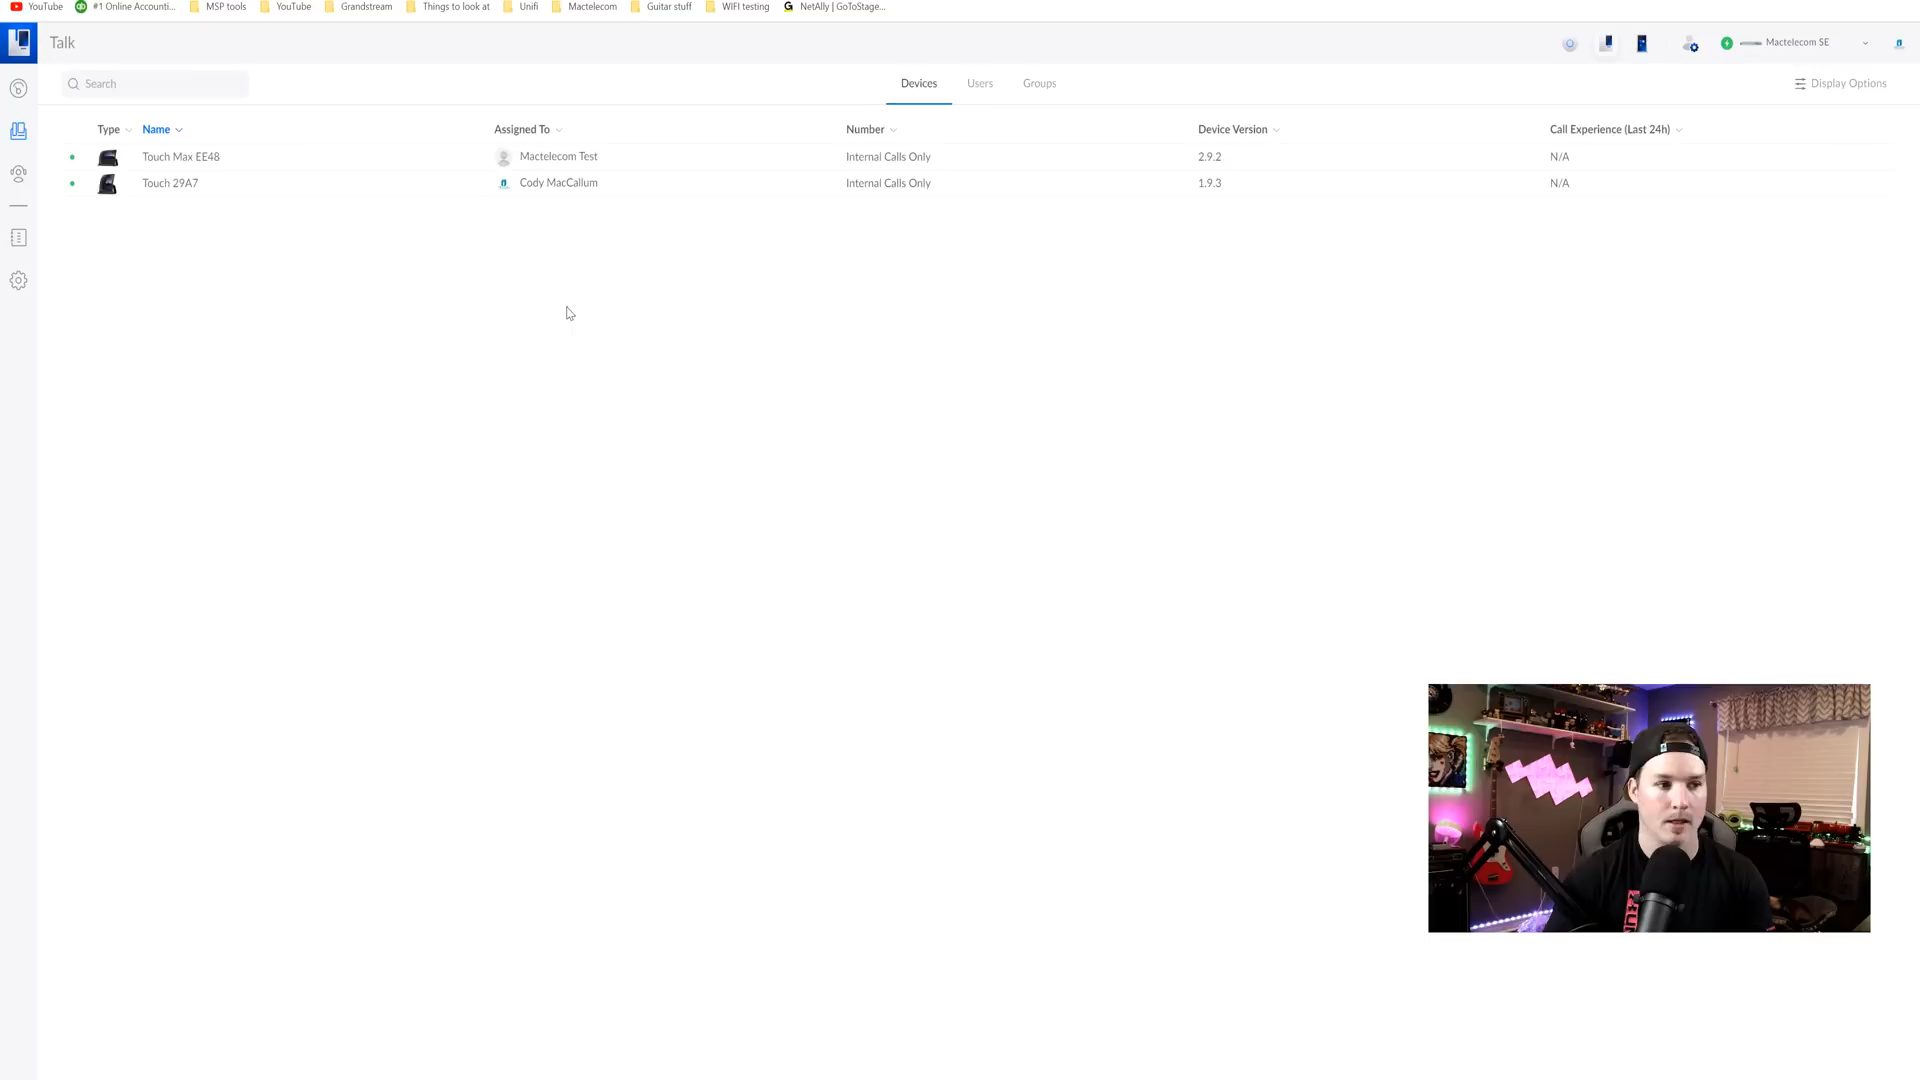 YouTube #1 Online Accounti... MSP tools YouTube Grandstream Things to look at Unifi Mactelecom Guitar stuff WIFI testing G NetAlly | GoToStage...
Talk Mactelecom SE
Search Devices Users Groups Display Options
Type Name Assigned To Number Device Version Call Experience (Last 24h)
Touch Max EE48 Mactelecom Test Internal Calls Only 2.9.2 N/A
Touch 29A7 Cody MacCallum Internal Calls Only 1.9.3 N/A